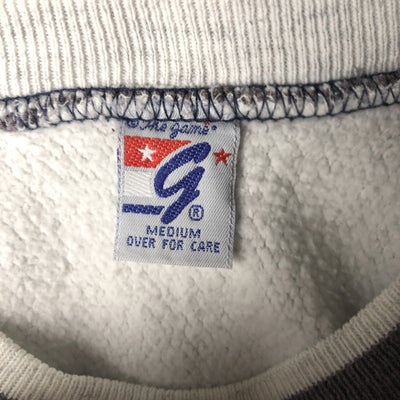 The Game
G®
MEDIUM
OVER FOR CARE